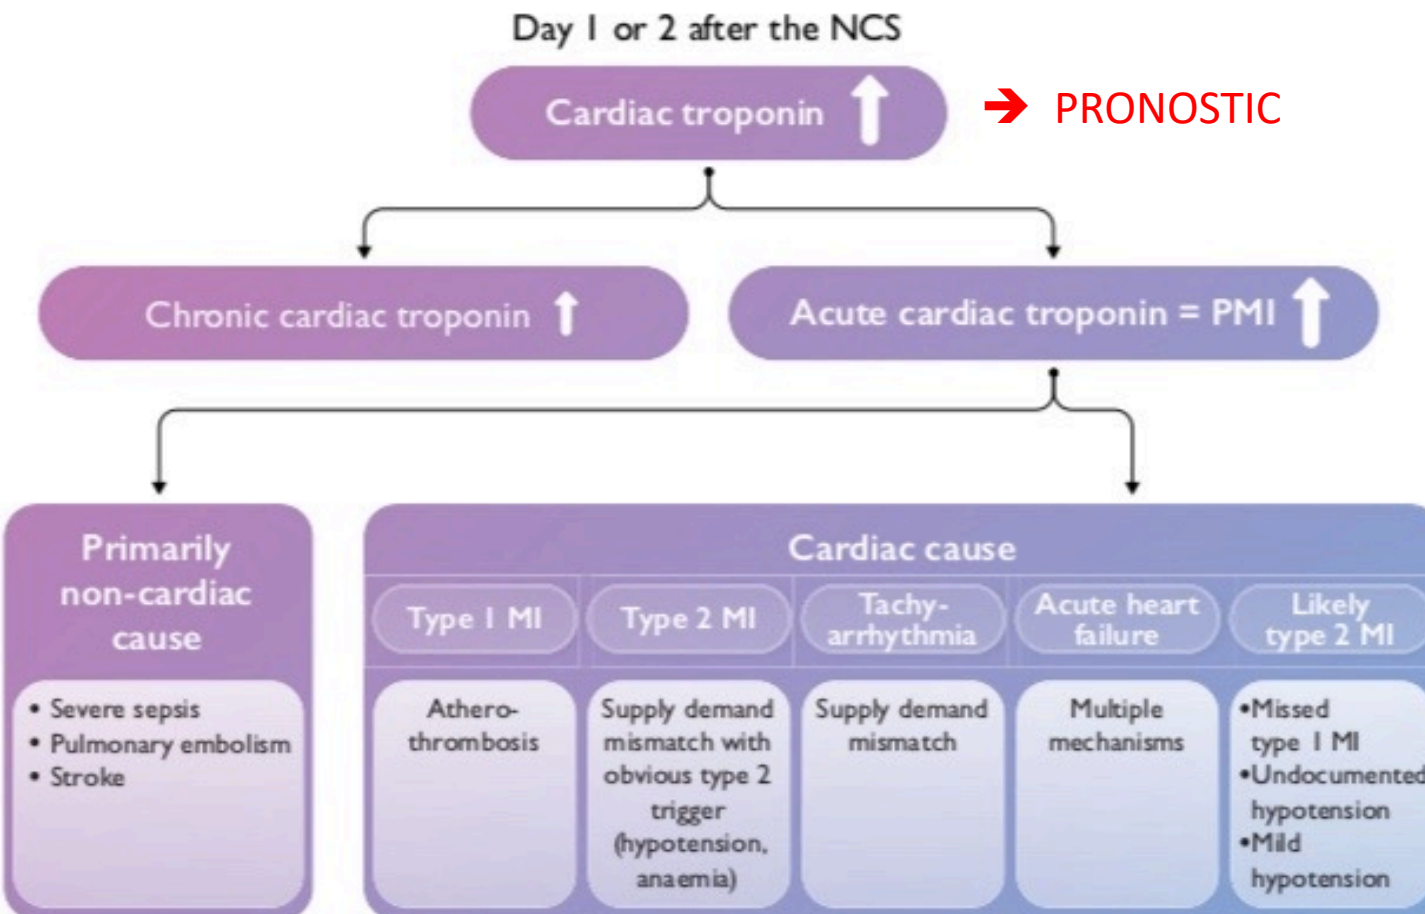 Day 1 or 2 after the NCS
Cardiac troponin
➔ PRONOSTIC
Chronic cardiac troponin
Acute cardiac troponin = PMI
Primarily
non-cardiac
cause
• Severe sepsis
• Pulmonary embolism
• Stroke
Cardiac cause
Type 1 MI
Athero-
thrombosis
Type 2 MI
Supply demand
mismatch with
obvious type 2
trigger
(hypotension,
anaemia)
Tachy-
arrhythmia
Supply demand
mismatch
Acute heart
failure
Multiple
mechanisms
Likely
type 2 MI
•Missed
type 1 MI
•Undocumented
hypotension
•Mild
hypotension